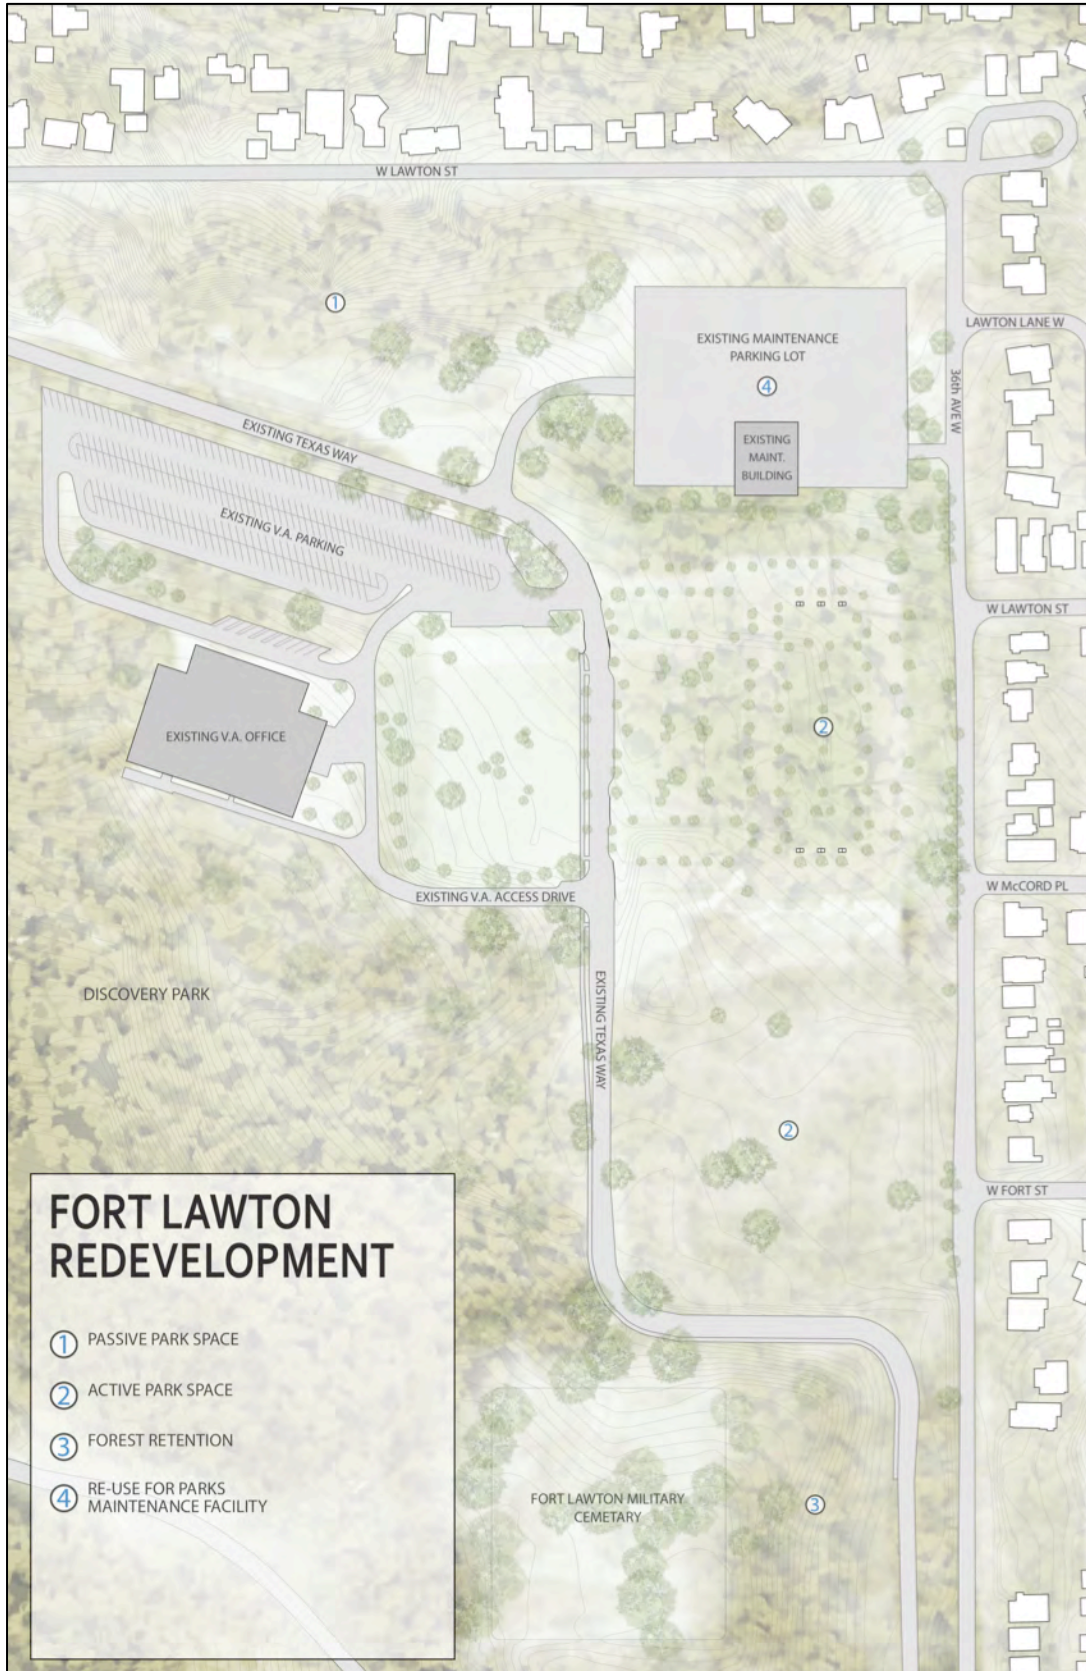 W LAWTON ST
1
EXISTING MAINTENANCE
PARKING LOT
4
EXISTING
MAINT.
BUILDING
LAWTON LANE W
36th AVE W
EXISTING TEXAS WAY
EXISTING V.A. PARKING
W LAWTON ST
EXISTING V.A. OFFICE
2
EXISTING V.A. ACCESS DRIVE
W McCORD PL
DISCOVERY PARK
EXISTING TEXAS WAY
2
W FORT ST
FORT LAWTON
REDEVELOPMENT
1 PASSIVE PARK SPACE
2 ACTIVE PARK SPACE
3 FOREST RETENTION
4 RE-USE FOR PARKS
MAINTENANCE FACILITY
FORT LAWTON MILITARY
CEMETARY
3